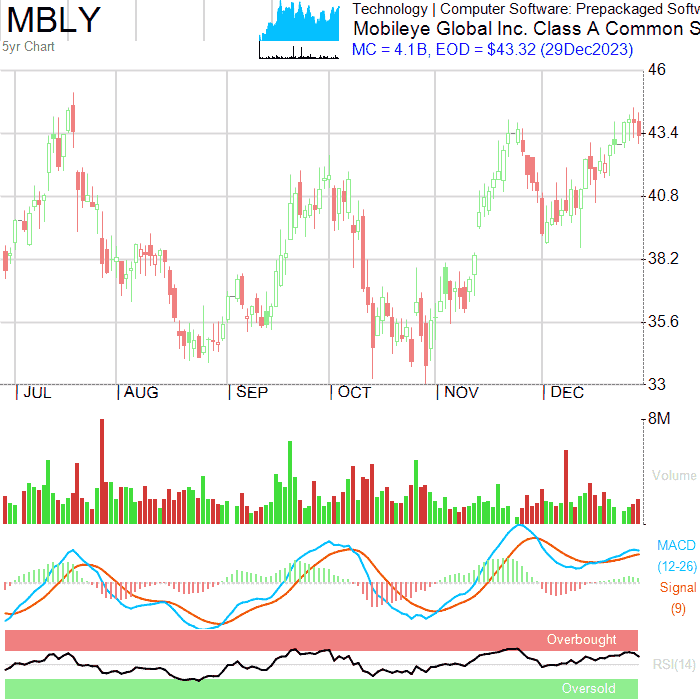 MBLY
5yr Chart
Technology | Computer Software: Prepackaged Softw
Mobileye Global Inc. Class A Common S
MC = 4.1B, EOD = $43.32 (29Dec2023)
46
43.4
40.8
38.2
35.6
33
JUL AUG SEP OCT NOV DEC
8M
Volume
MACD
(12-26)
Signal
(9)
Overbought
RSI(14)
Oversold